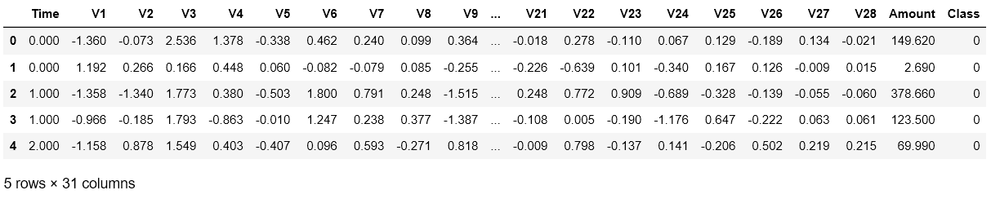 Time V1 V2 V3 V4 V5 V6 V7 V8 V9 ... V21 V22 V23 V24 V25 V26 V27 V28 Amount Class
0 0.000 -1.360 -0.073 2.536 1.378 -0.338 0.462 0.240 0.099 0.364 ... -0.018 0.278 -0.110 0.067 0.129 -0.189 0.134 -0.021 149.620 0
1 0.000 1.192 0.266 0.166 0.448 0.060 -0.082 -0.079 0.085 -0.255 ... -0.226 -0.639 0.101 -0.340 0.167 0.126 -0.009 0.015 2.690 0
2 1.000 -1.358 -1.340 1.773 0.380 -0.503 1.800 0.791 0.248 -1.515 ... 0.248 0.772 0.909 -0.689 -0.328 -0.139 -0.055 -0.060 378.660 0
3 1.000 -0.966 -0.185 1.793 -0.863 -0.010 1.247 0.238 0.377 -1.387 ... -0.108 0.005 -0.190 -1.176 0.647 -0.222 0.063 0.061 123.500 0
4 2.000 -1.158 0.878 1.549 0.403 -0.407 0.096 0.593 -0.271 0.818 ... -0.009 0.798 -0.137 0.141 -0.206 0.502 0.219 0.215 69.990 0
5 rows × 31 columns